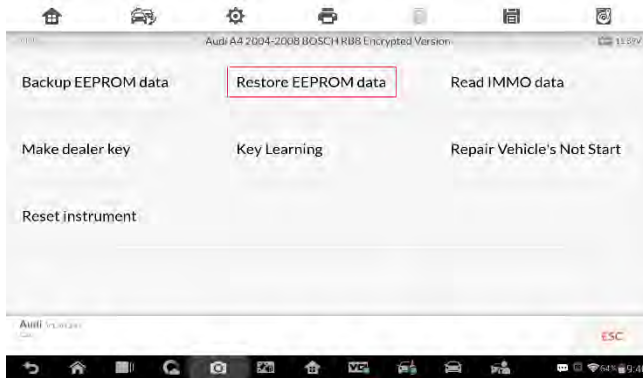 Audi A4 2004-2008 BOSCH RB8 Encrypted Version
Backup EEPROM data
Restore EEPROM data
Read IMMO data
Make dealer key
Key Learning
Repair Vehicle's Not Start
Reset instrument
Audi
ESC
64%